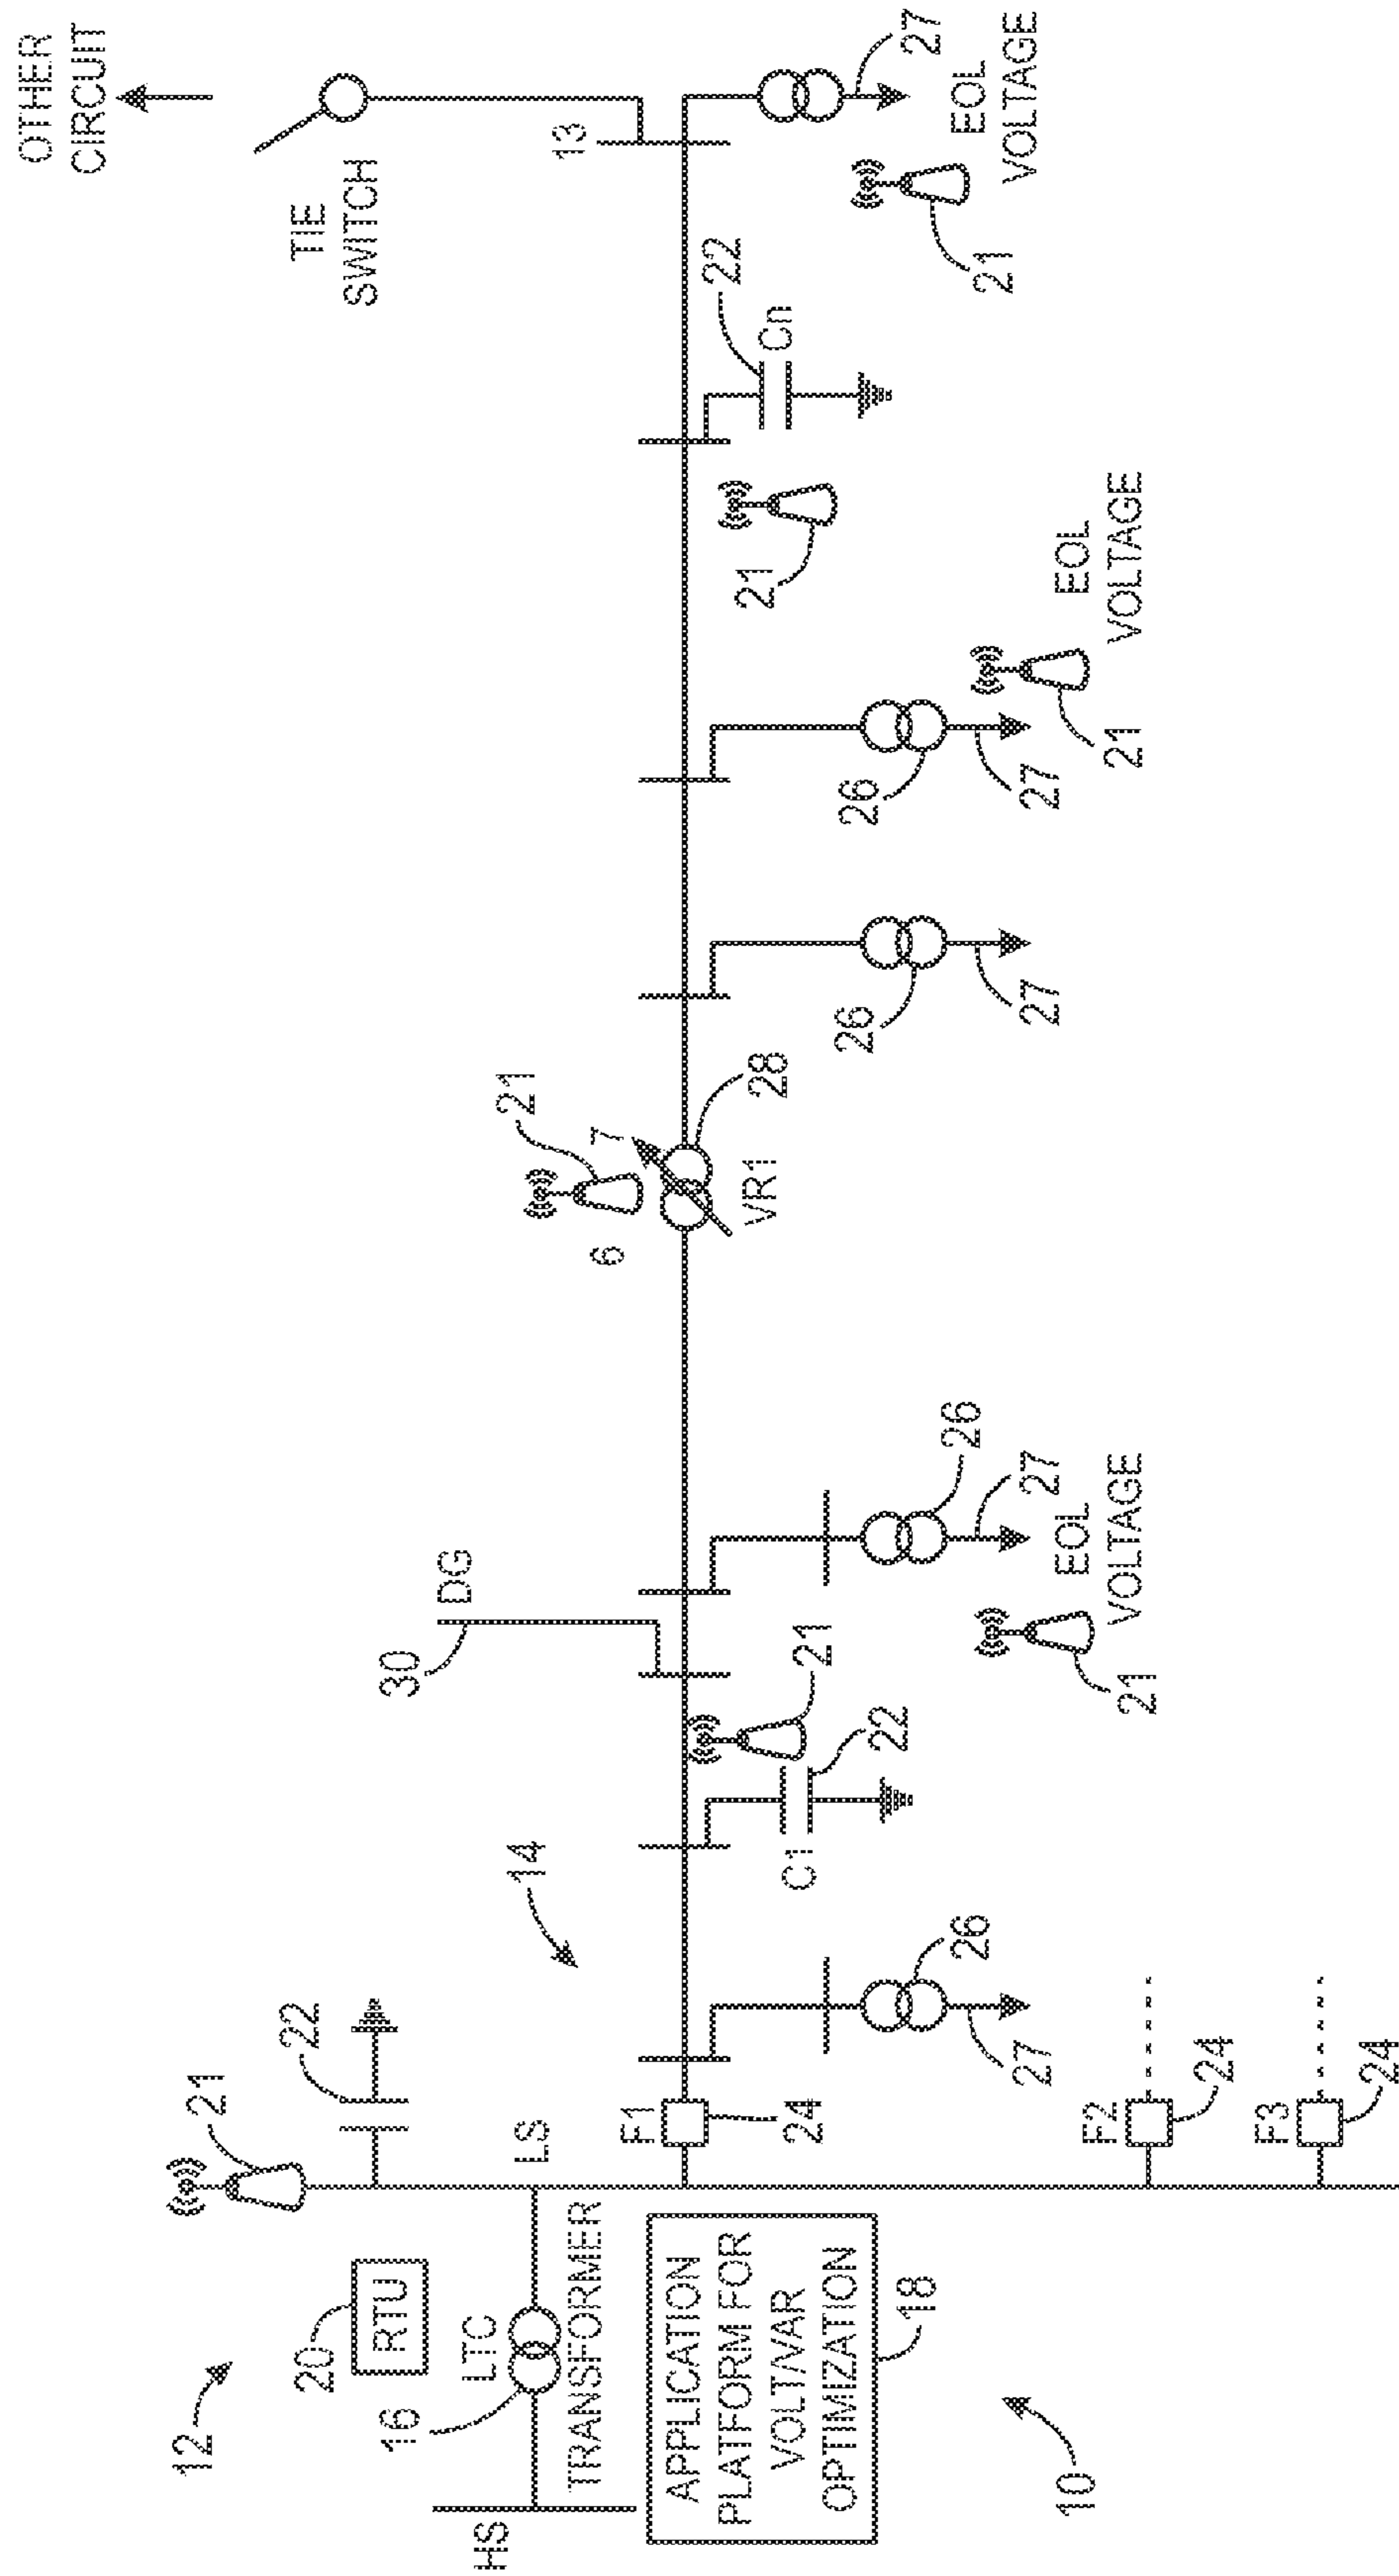 12
20
RTU
21
22
HS
16
LTC
TRANSFORMER
LS
14
30
DG
21
6
7
28
VR1
TIE
SWITCH
OTHER
CIRCUIT
13
APPLICATION
PLATFORM FOR
VOLT/VAR
OPTIMIZATION
18
10
F1
24
26
27
C1
22
21
26
27
EOL
VOLTAGE
21
26
27
26
27
EOL
VOLTAGE
21
21
22
Cn
27
EOL
VOLTAGE
21
F2
24
F3
24